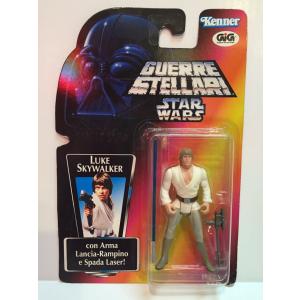 Kenner
GiG
GUERRE
STELLARI
STAR
WARS
LUKE
SKYWALKER
con Arma
Lancia-Rampino
e Spada Laser!